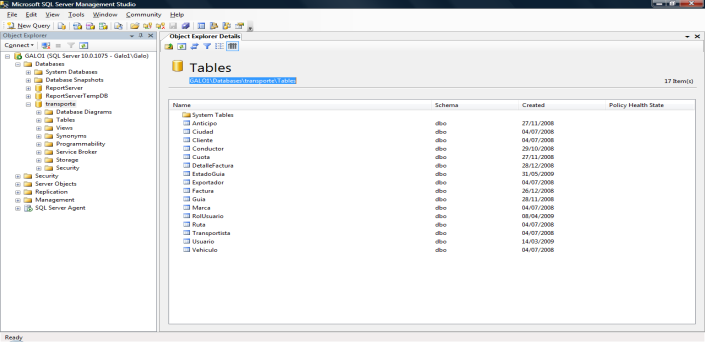 Microsoft SQL Server Management Studio
File Edit View Tools Window Community Help
New Query
Object Explorer
Connect
GALO1 (SQL Server 10.0.1075 - Galo1\Galo)
Databases
System Databases
Database Snapshots
ReportServer
ReportServerTempDB
transporte
Database Diagrams
Tables
Views
Synonyms
Programmability
Service Broker
Storage
Security
Security
Server Objects
Replication
Management
SQL Server Agent
Object Explorer Details
Tables
GALO1\Databases\transporte\Tables
17 Item(s)
Name Schema Created Policy Health State
System Tables
Anticipo dbo 27/11/2008
Ciudad dbo 04/07/2008
Cliente dbo 04/07/2008
Conductor dbo 29/10/2008
Cuota dbo 27/11/2008
DetalleFactura dbo 28/12/2008
EstadoGuia dbo 31/05/2009
Exportador dbo 04/07/2008
Factura dbo 26/12/2008
Guia dbo 28/11/2008
Marca dbo 04/07/2008
RolUsuario dbo 08/04/2009
Ruta dbo 04/07/2008
Transportista dbo 04/07/2008
Usuario dbo 14/03/2009
Vehiculo dbo 04/07/2008
Ready